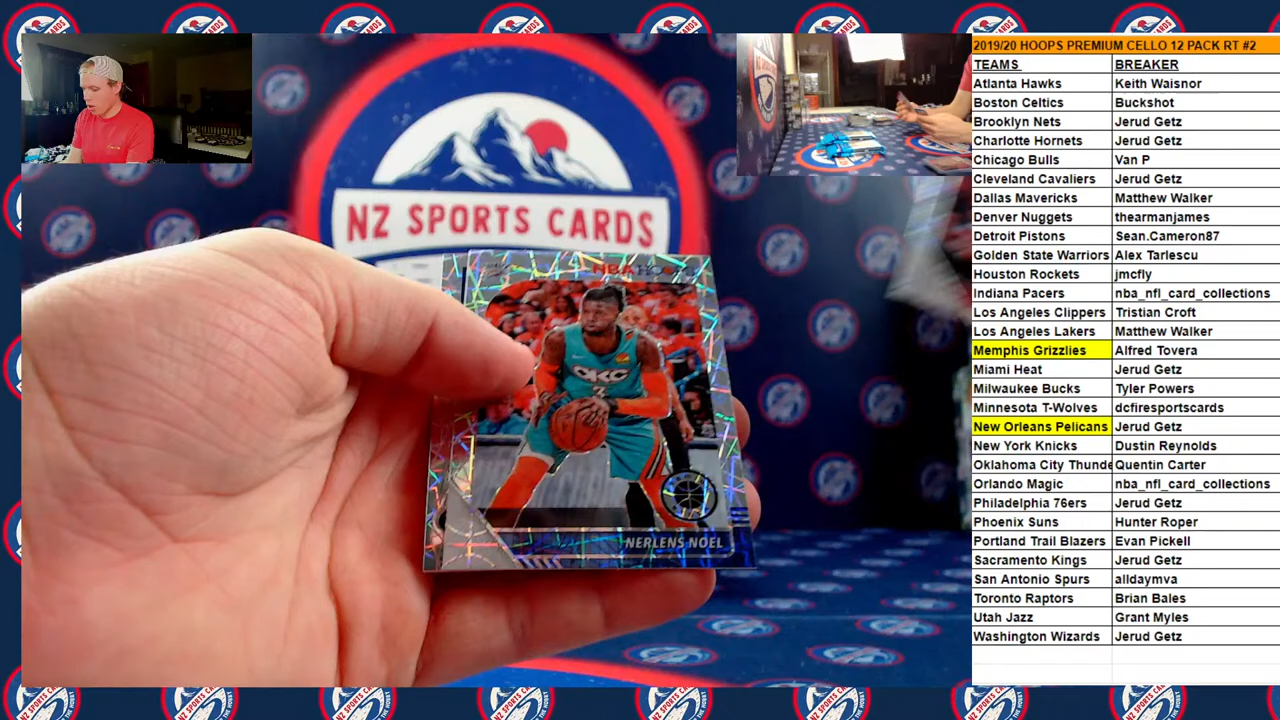 NZ SPORTS CARDS
NBA HOOPS
OKC
NERLENS NOEL
2019/20 HOOPS PREMIUM CELLO 12 PACK RT #2
TEAMS BREAKER
Atlanta Hawks Keith Waisnor
Boston Celtics Buckshot
Brooklyn Nets Jerud Getz
Charlotte Hornets Jerud Getz
Chicago Bulls Van P
Cleveland Cavaliers Jerud Getz
Dallas Mavericks Matthew Walker
Denver Nuggets thearmanjames
Detroit Pistons Sean.Cameron87
Golden State Warriors Alex Tarlescu
Houston Rockets jmcfly
Indiana Pacers nba_nfl_card_collections
Los Angeles Clippers Tristian Croft
Los Angeles Lakers Matthew Walker
Memphis Grizzlies Alfred Tovera
Miami Heat Jerud Getz
Milwaukee Bucks Tyler Powers
Minnesota T-Wolves dcfiresportscards
New Orleans Pelicans Jerud Getz
New York Knicks Dustin Reynolds
Oklahoma City Thunde Quentin Carter
Orlando Magic nba_nfl_card_collections
Philadelphia 76ers Jerud Getz
Phoenix Suns Hunter Roper
Portland Trail Blazers Evan Pickell
Sacramento Kings Jerud Getz
San Antonio Spurs alldaymva
Toronto Raptors Brian Bales
Utah Jazz Grant Myles
Washington Wizards Jerud Getz